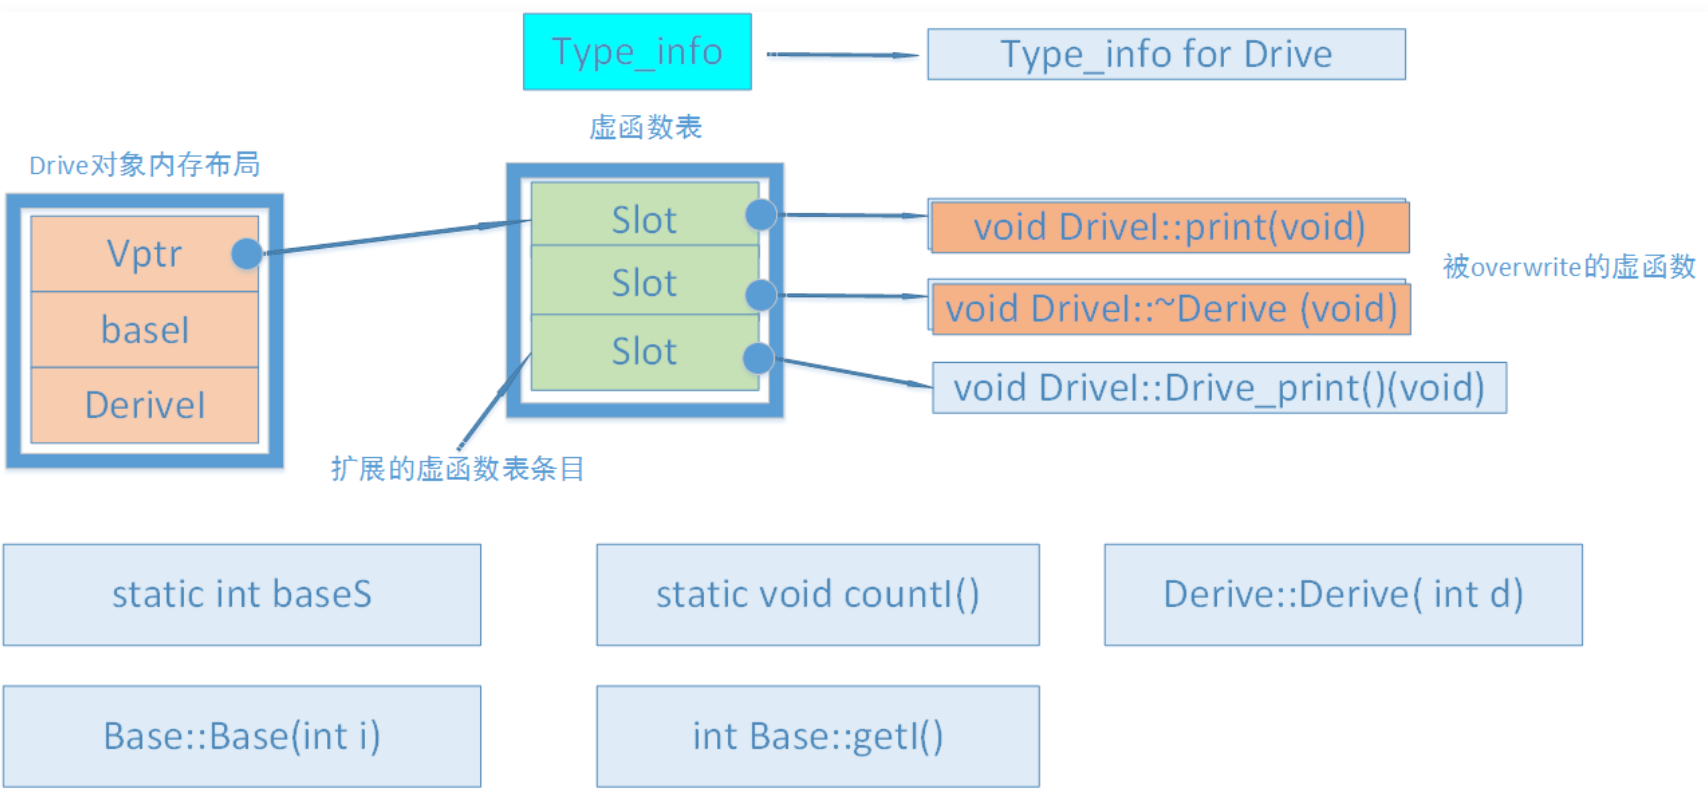 Type_info
Type_info for Drive
虚函数表
Drive对象内存布局
Vptr
baseI
DeriveI
Slot
Slot
Slot
void DriveI::print(void)
void DriveI::~Derive (void)
void DriveI::Drive_print()(void)
被overwrite的虚函数
扩展的虚函数表条目
static int baseS
static void countI()
Derive::Derive( int d)
Base::Base(int i)
int Base::getI()